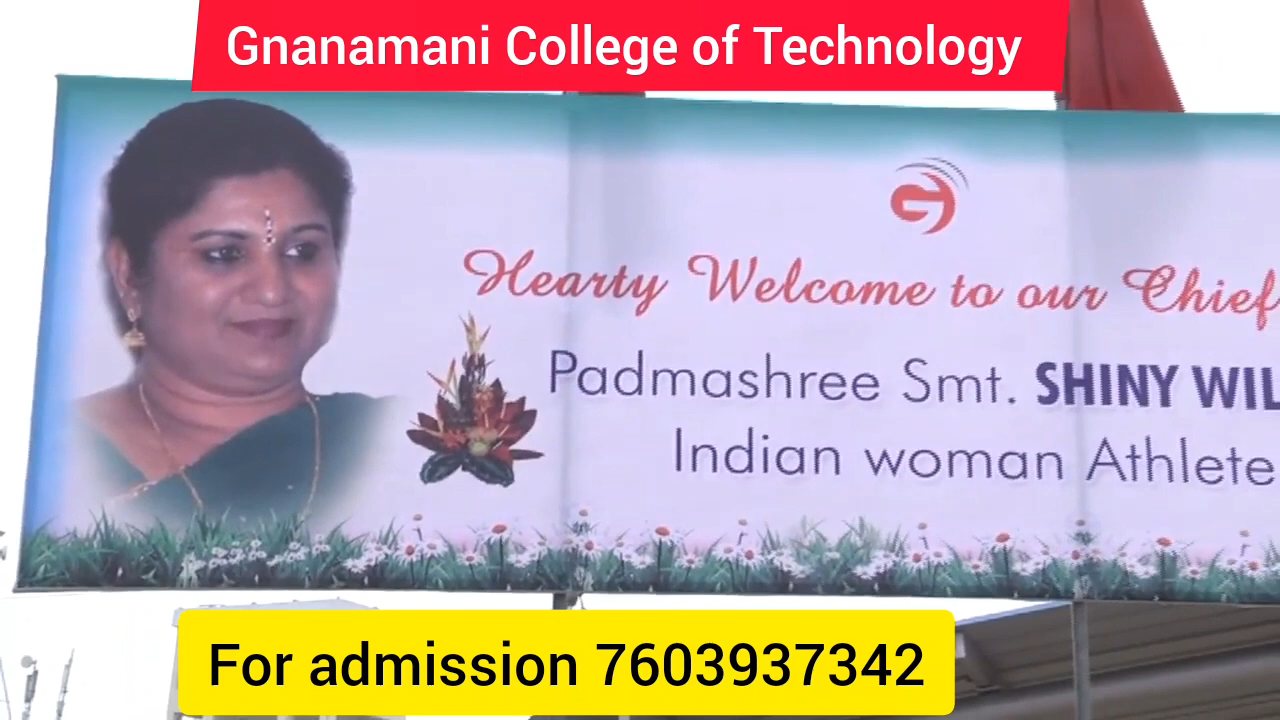 Gnanamani College of Technology
Hearty Welcome to our Chief
Padmashree Smt. SHINY WIL
Indian woman Athlete
For admission 7603937342